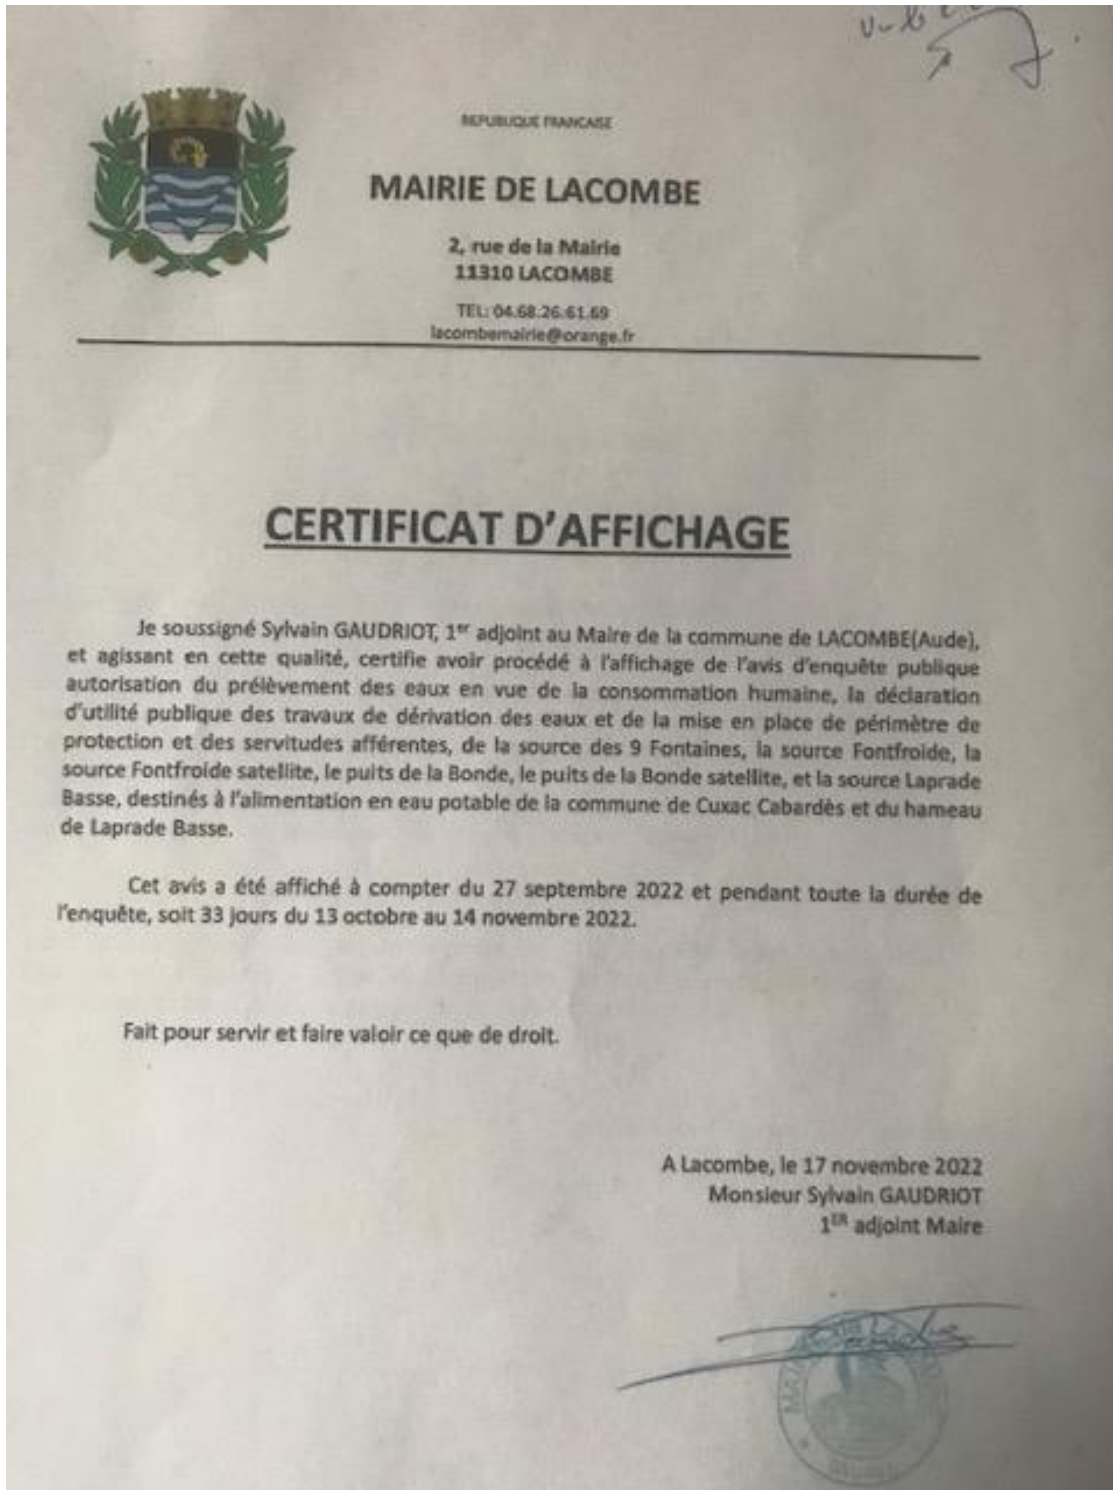 REPUBLIQUE FRANCAISE
MAIRIE DE LACOMBE
2, rue de la Mairie
11310 LACOMBE
TEL: 04.68.26.61.69
lacombemairie@orange.fr
CERTIFICAT D'AFFICHAGE
Je soussigné Sylvain GAUDRIOT, 1er adjoint au Maire de la commune de LACOMBE(Aude),
et agissant en cette qualité, certifie avoir procédé à l'affichage de l'avis d'enquête publique
autorisation du prélèvement des eaux en vue de la consommation humaine, la déclaration
d'utilité publique des travaux de dérivation des eaux et de la mise en place de périmètre de
protection et des servitudes afférentes, de la source des 9 Fontaines, la source Fontfroide, la
source Fontfroide satellite, le puits de la Bonde, le puits de la Bonde satellite, et la source Laprade
Basse, destinés à l'alimentation en eau potable de la commune de Cuxac Cabardès et du hameau
de Laprade Basse.
Cet avis a été affiché à compter du 27 septembre 2022 et pendant toute la durée de
l'enquête, soit 33 jours du 13 octobre au 14 novembre 2022.
Fait pour servir et faire valoir ce que de droit.
A Lacombe, le 17 novembre 2022
Monsieur Sylvain GAUDRIOT
1ER adjoint Maire